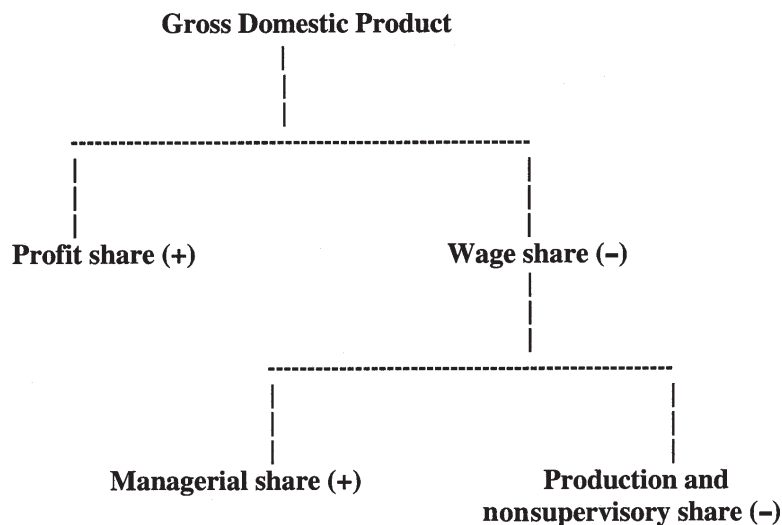 Gross Domestic Product
Profit share (+)
Wage share (–)
Managerial share (+)
Production and
nonsupervisory share (–)